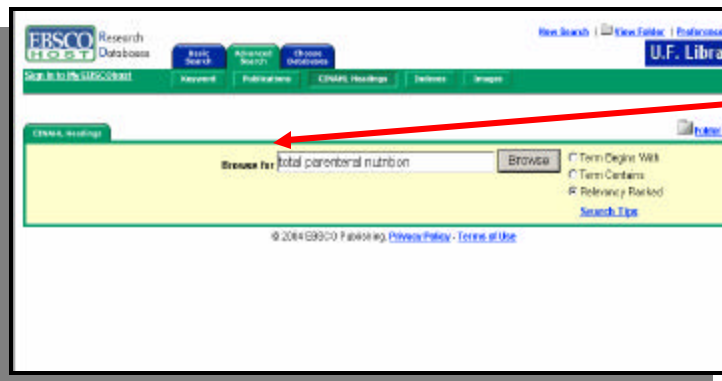 EBSCO HOST Research Databases
New Search | View Folder | Preferences
Basic Search Advanced Search Choose Databases
U.F. Libra
Sign In to My EBSCOhost
Keyword Publications CINAHL Headings Indexes Images
CINAHL Headings
Folder
Browse for total parenteral nutrition Browse
Term Begins With
Term Contains
Relevancy Ranked
Search Tips
© 2004 EBSCO Publishing. Privacy Policy - Terms of Use